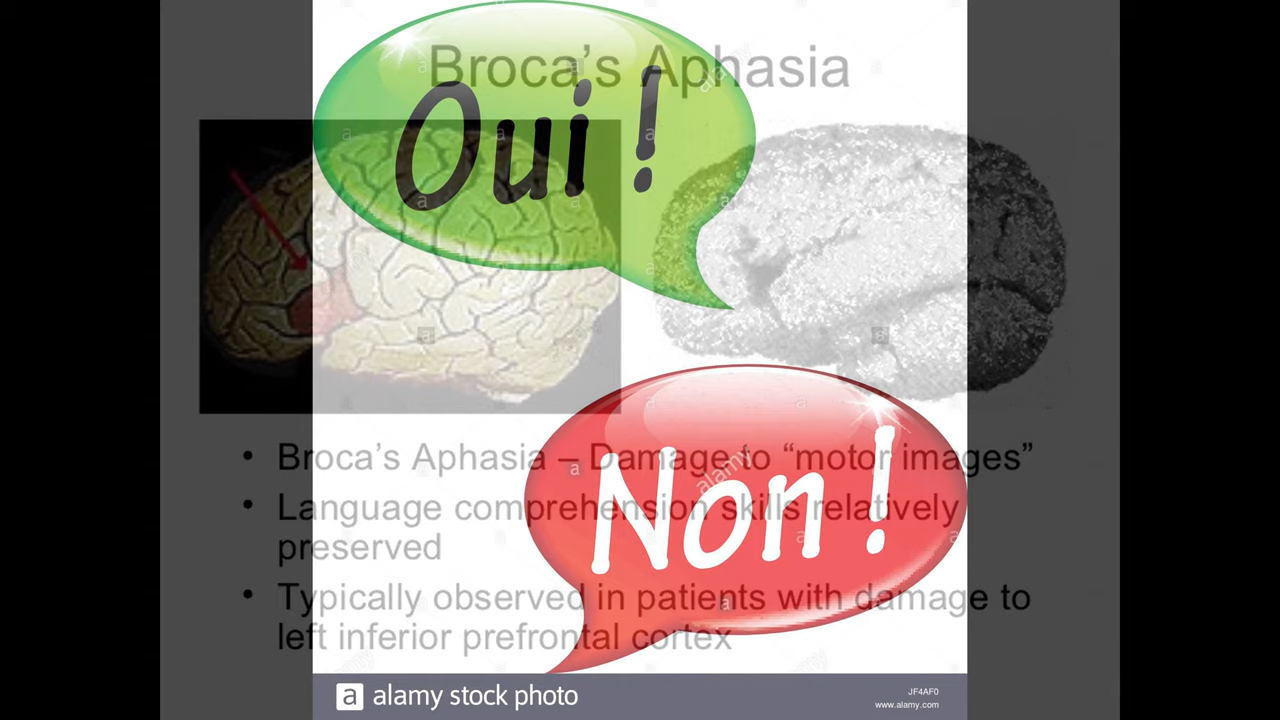 Broca's Aphasia
Oui !
Non !
• Broca's Aphasia – Damage to “motor images”
• Language comprehension skills relatively
preserved
• Typically observed in patients with damage to
left inferior prefrontal cortex
alamy
a alamy stock photo
JF4AF0
www.alamy.com